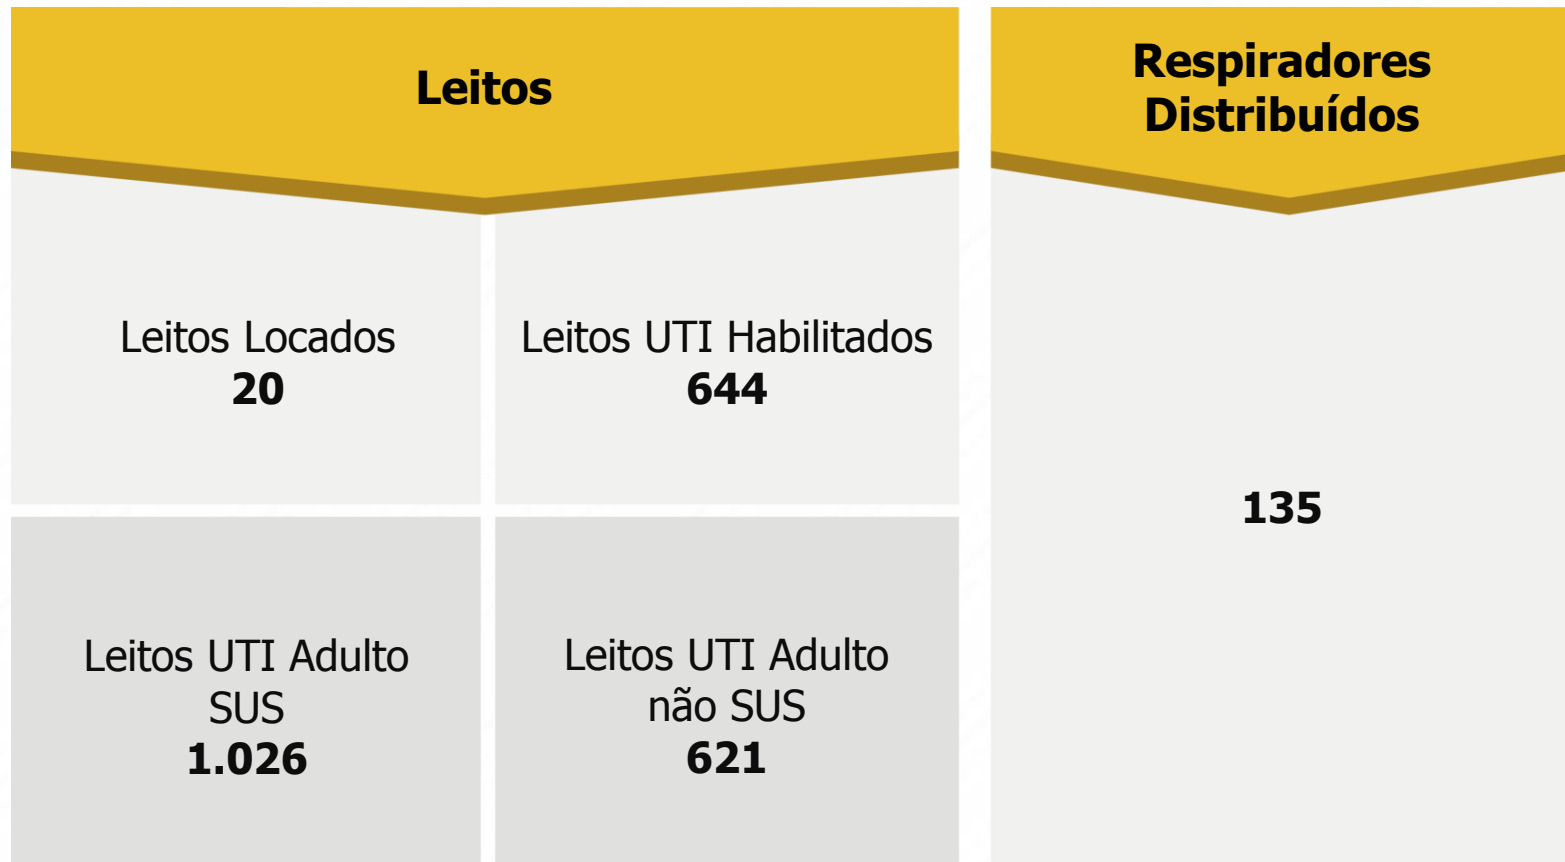 Leitos
Leitos Locados
20
Leitos UTI Habilitados
644
Leitos UTI Adulto
SUS
1.026
Leitos UTI Adulto
não SUS
621
Respiradores
Distribuídos
135